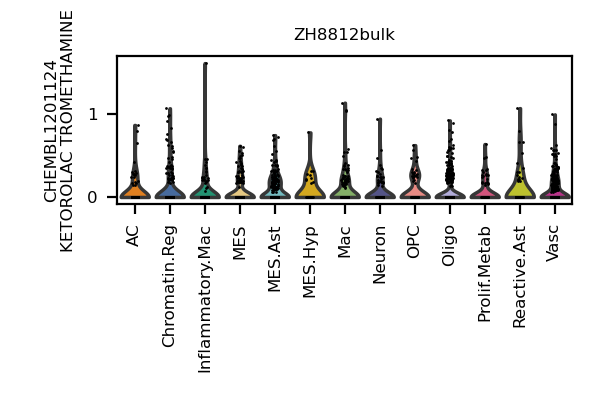 ZH8812bulk
CHEMBL1201124
KETOROLAC TROMETHAMINE
1
0
AC
Chromatin.Reg
Inflammatory.Mac
MES
MES.Ast
MES.Hyp
Mac
Neuron
OPC
Oligo
Prolif.Metab
Reactive.Ast
Vasc